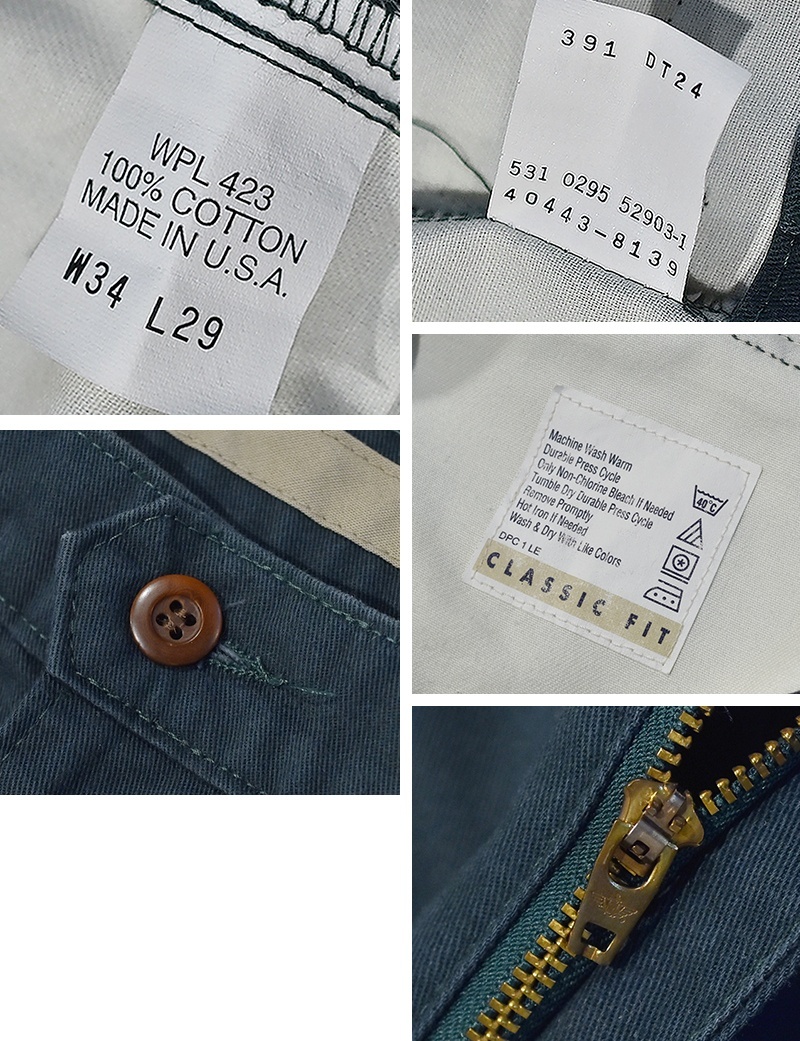 WPL 423
100% COTTON
MADE IN U.S.A.
W34 L29
391 DT24
531 0295 52903-1
40443-8139
Machine Wash Warm
Durable Press Cycle
Only Non-Chlorine Bleach If Needed
Tumble Dry Durable Press Cycle
Remove Promptly
Hot Iron If Needed
Wash & Dry With Like Colors
DPC 1 LE
40°C
CLASSIC FIT